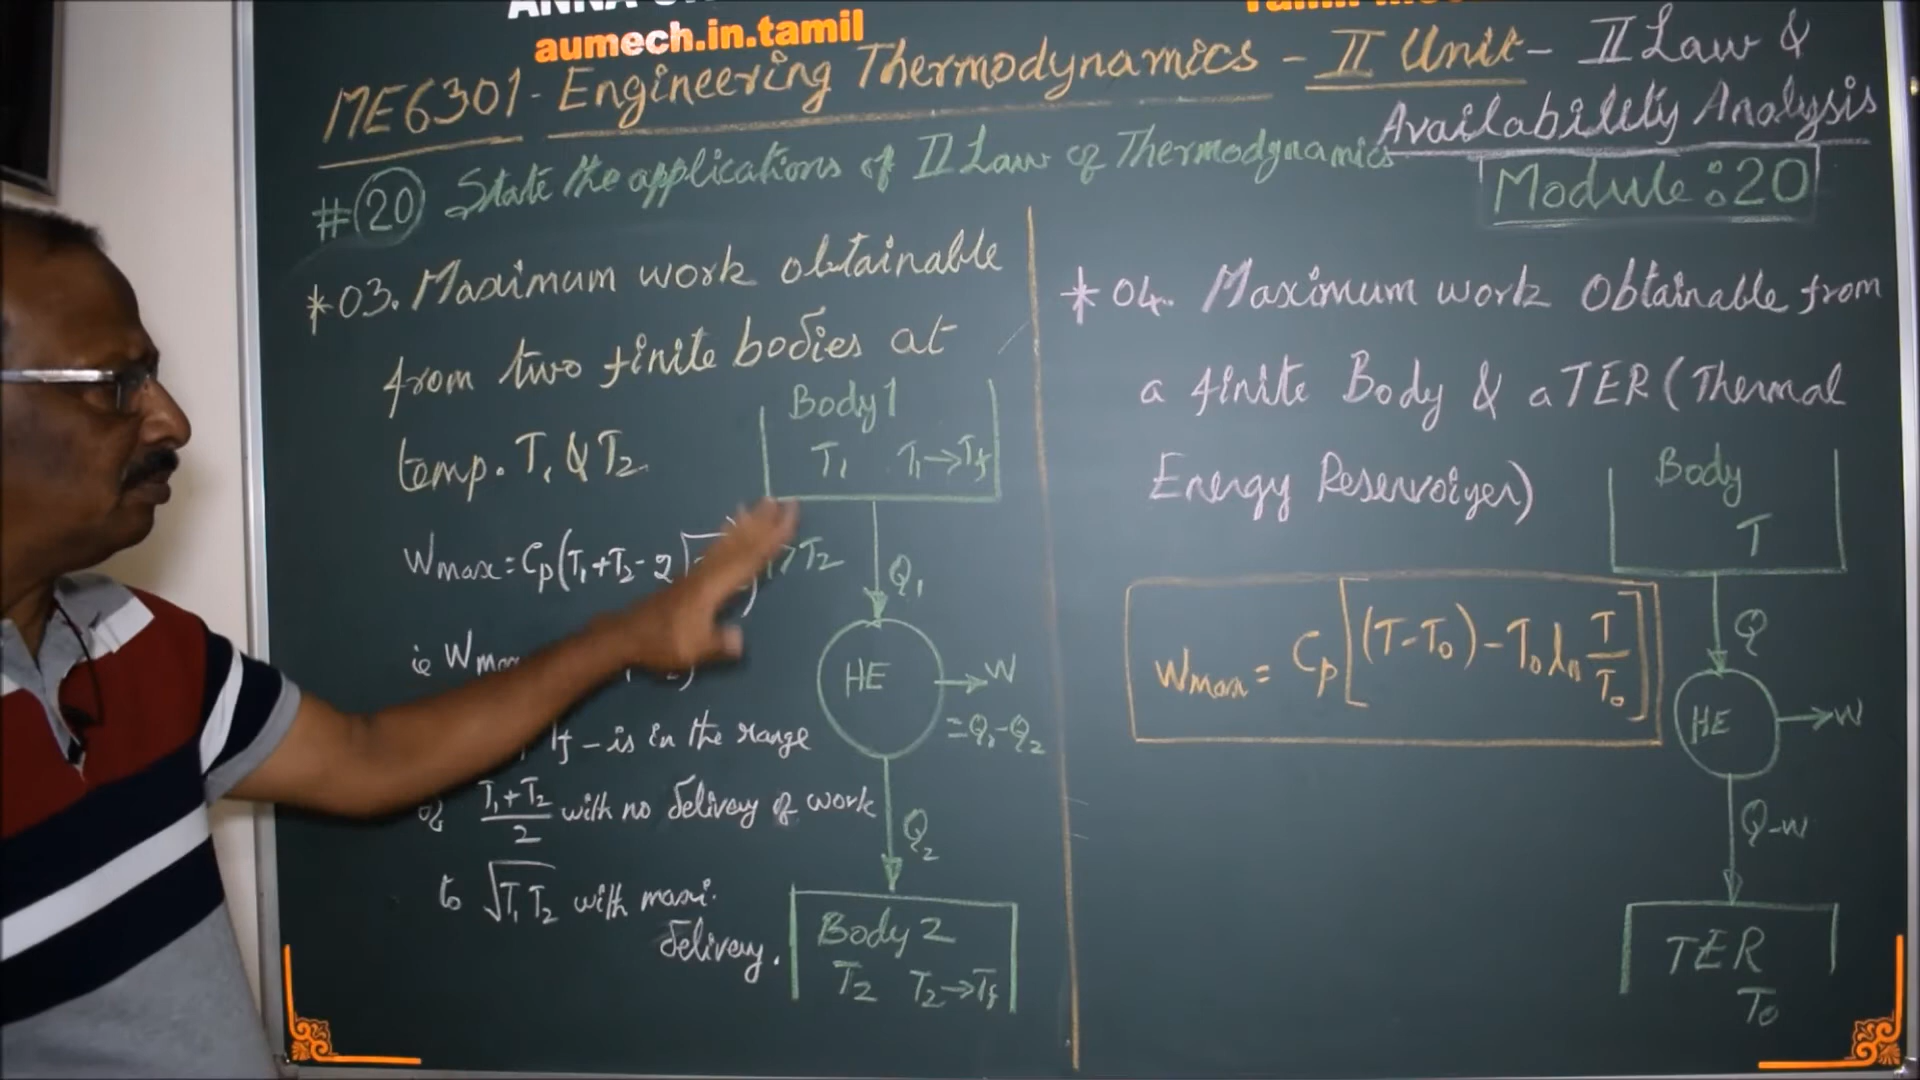 aumech.in.tamil
ME6301 - Engineering Thermodynamics - II Unit - II Law &
Availability Analysis
#20 State the applications of II Law of Thermodynamics
Module:20
*03. Maximum work obtainable
from two finite bodies at
temp. T₁ & T₂
Body 1
T₁ T₁→Tf
Wmax = Cp(T₁+T₂-2√
>T₂
Q₁
ie Wmax
HE
W
=Q₁-Q₂
Tf - is in the range
of (T₁+T₂)/2 with no delivery of work
to √T₁T₂ with maxi.
delivery.
Q₂
Body 2
T₂ T₂→Tf
*04. Maximum work Obtainable from
a finite Body & a TER (Thermal
Energy Reservoiyer)
Body
T
Q
Wmax = Cp[(T-T₀)-T₀ ln T/T₀]
HE
W
Q-W
TER
T₀